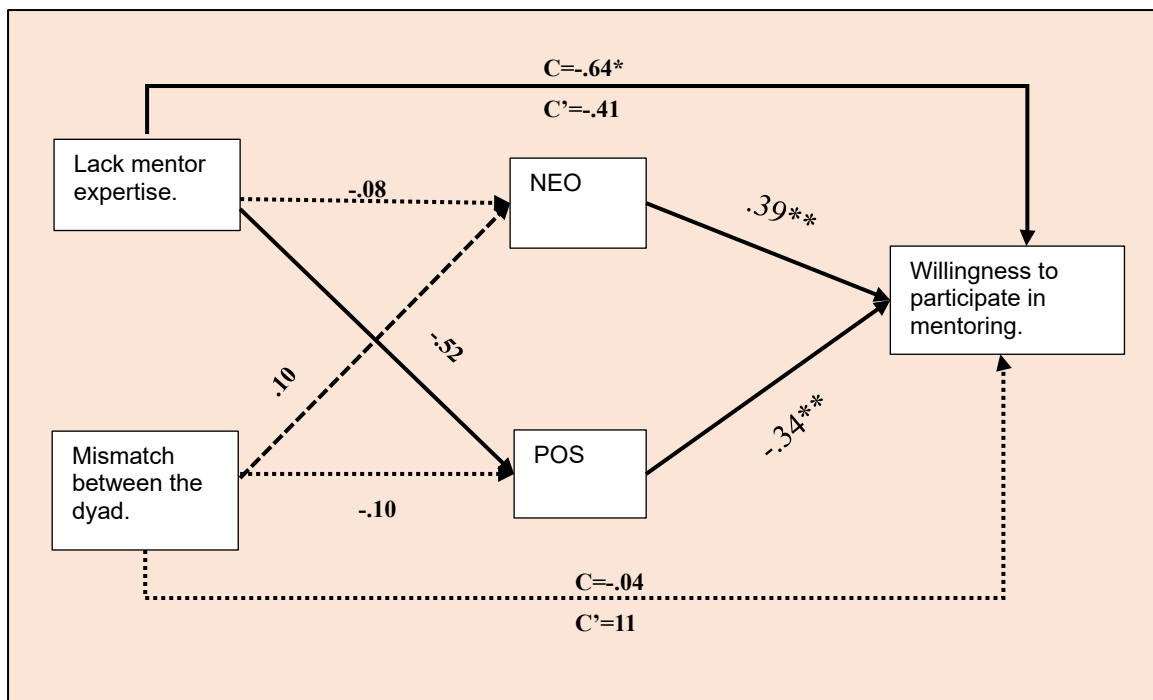 C=-.64*
C’=-.41
Lack mentor
expertise.
-.08
NEO
.39**
Willingness to
participate in
mentoring.
-.52
.10
Mismatch
between the
dyad.
POS
-.34**
-.10
C=-.04
C’=11